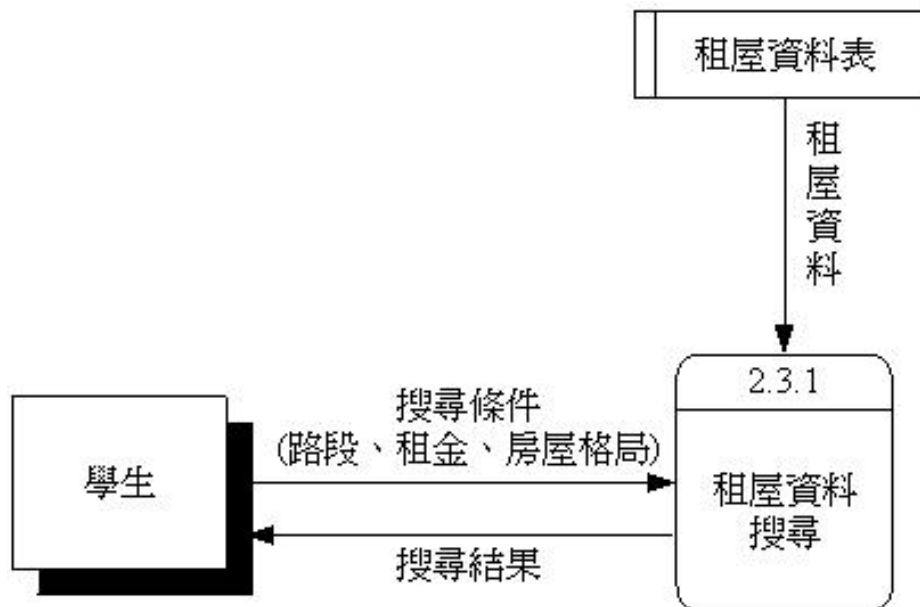 租屋資料表
租屋資料
2.3.1
搜尋條件
(路段、租金、房屋格局)
學生
租屋資料
搜尋
搜尋結果